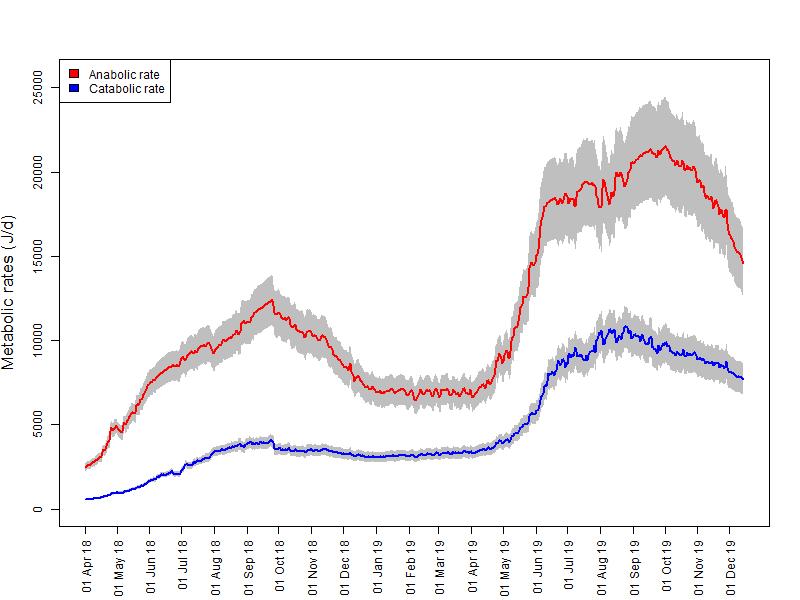 Anabolic rate
Catabolic rate
Metabolic rates (J/d)
25000
20000
15000
10000
5000
0
01 Apr 18
01 May 18
01 Jun 18
01 Jul 18
01 Aug 18
01 Sep 18
01 Oct 18
01 Nov 18
01 Dec 18
01 Jan 19
01 Feb 19
01 Mar 19
01 Apr 19
01 May 19
01 Jun 19
01 Jul 19
01 Aug 19
01 Sep 19
01 Oct 19
01 Nov 19
01 Dec 19